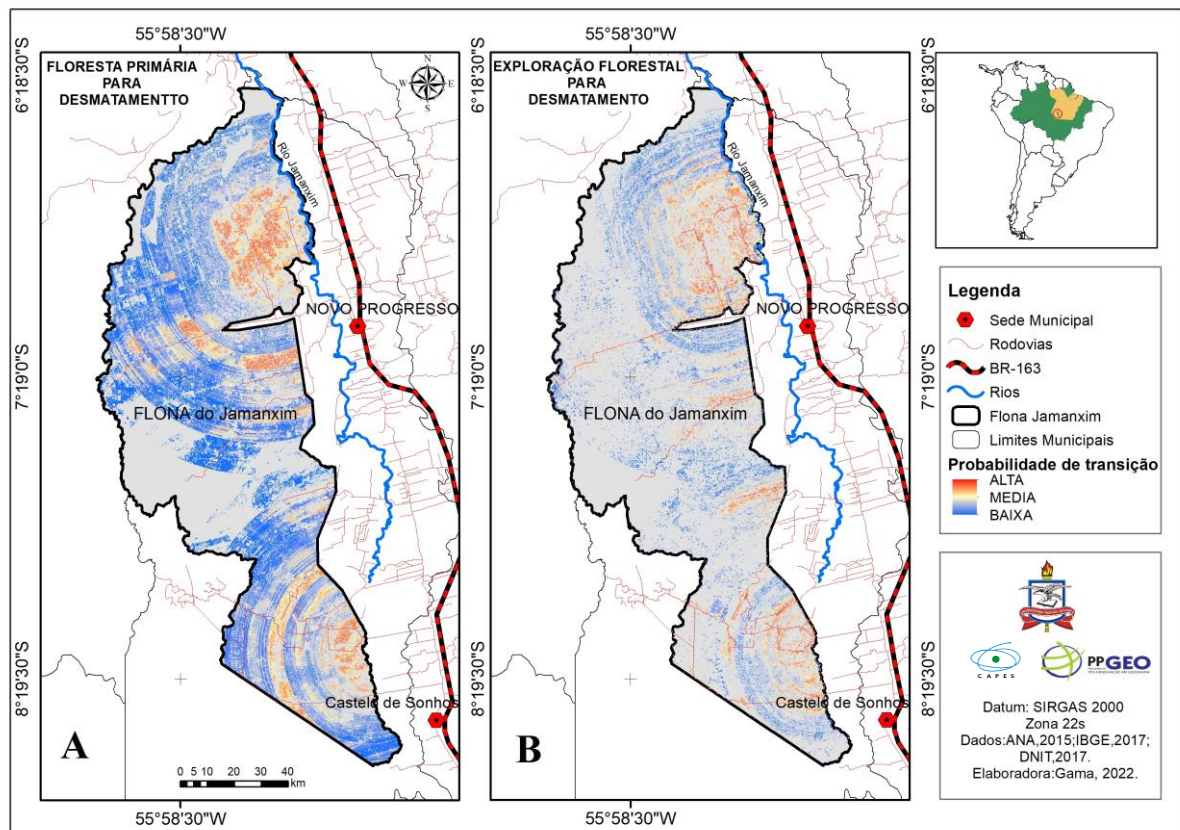 55°58'30"W
55°58'30"W
6°18'30"S
7°19'0"S
8°19'30"S
FLORESTA PRIMÁRIA
PARA
DESMATAMENTTO
N
W
E
S
Rio Jamanxim
NOVO PROGRESSO
FLONA do Jamanxim
Castelo de Sonhos
A
0 5 10 20 30 40
km
55°58'30"W
EXPLORAÇÃO FLORESTAL
PARA
DESMATAMENTO
Rio Jamanxim
NOVO PROGRESSO
FLONA do Jamanxim
Castelo de Sonhos
B
55°58'30"W
6°18'30"S
7°19'0"S
8°19'30"S
Legenda
Sede Municipal
Rodovias
BR-163
Rios
Flona Jamanxim
Limites Municipais
Probabilidade de transição
ALTA
MEDIA
BAIXA
CAPES
PPGEO
Datum: SIRGAS 2000
Zona 22s
Dados:ANA,2015;IBGE,2017;
DNIT,2017.
Elaboradora:Gama, 2022.